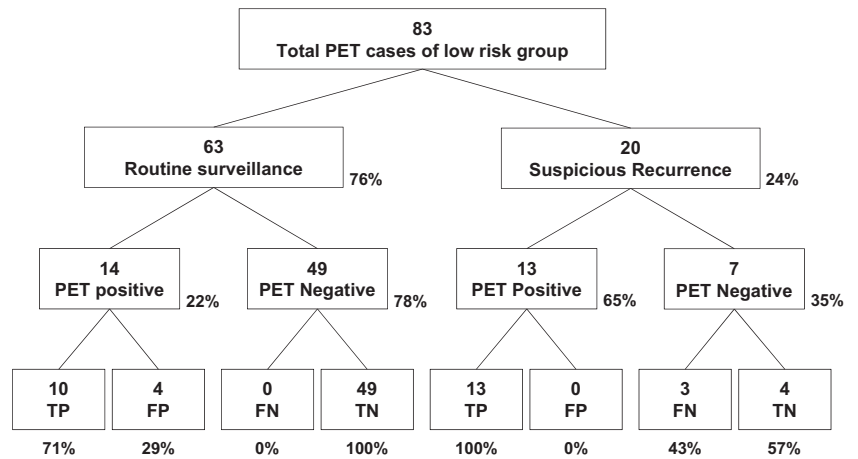 83
Total PET cases of low risk group
63
Routine surveillance
76%
20
Suspicious Recurrence
24%
14
PET positive
22%
49
PET Negative
78%
13
PET Positive
65%
7
PET Negative
35%
10
TP
4
FP
0
FN
49
TN
13
TP
0
FP
3
FN
4
TN
71%
29%
0%
100%
100%
0%
43%
57%